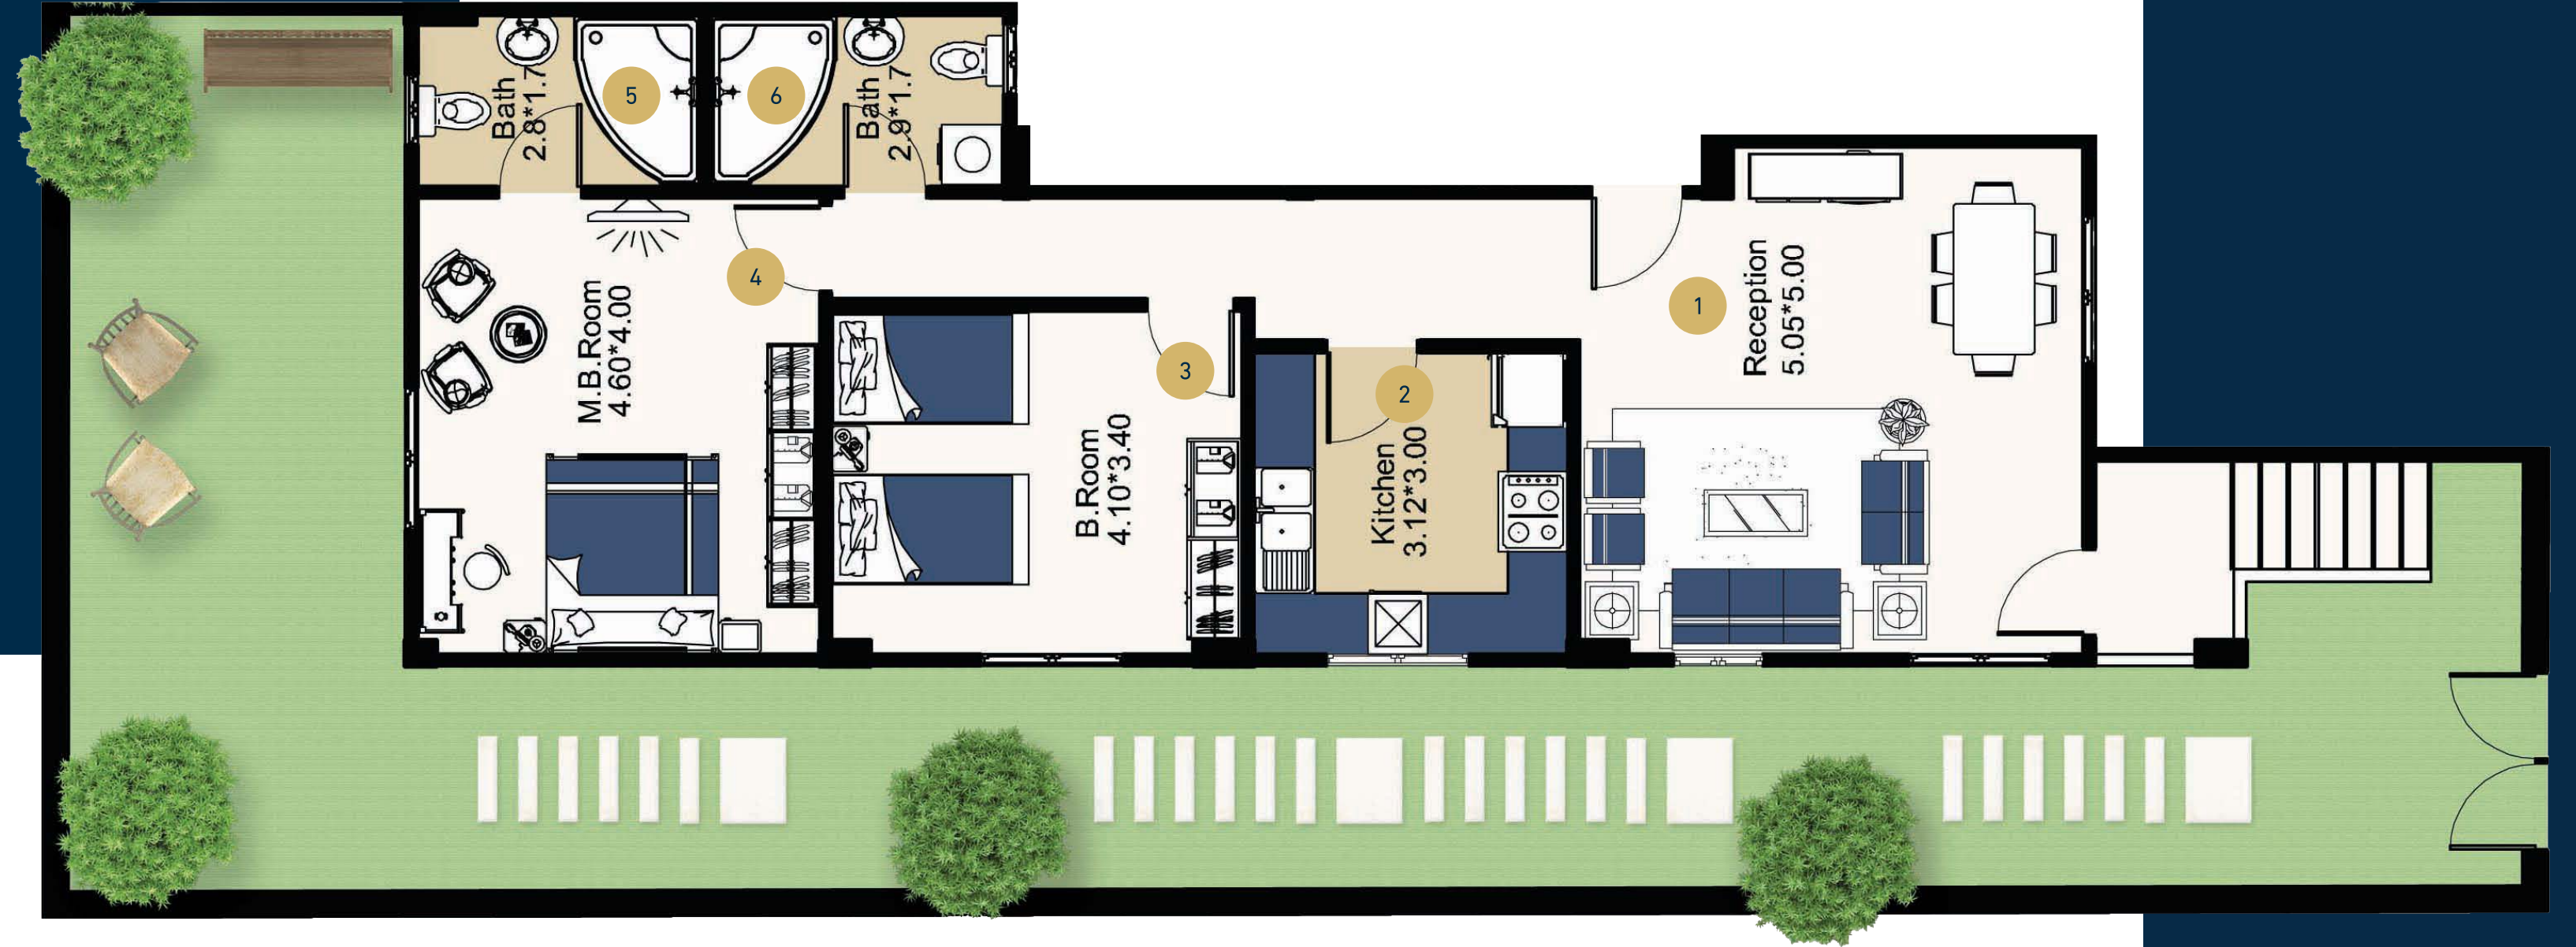 5
Bath
2.8*1.7
6
Bath
2.9*1.7
4
M.B.Room
4.60*4.00
3
B.Room
4.10*3.40
2
Kitchen
3.12*3.00
1
Reception
5.05*5.00